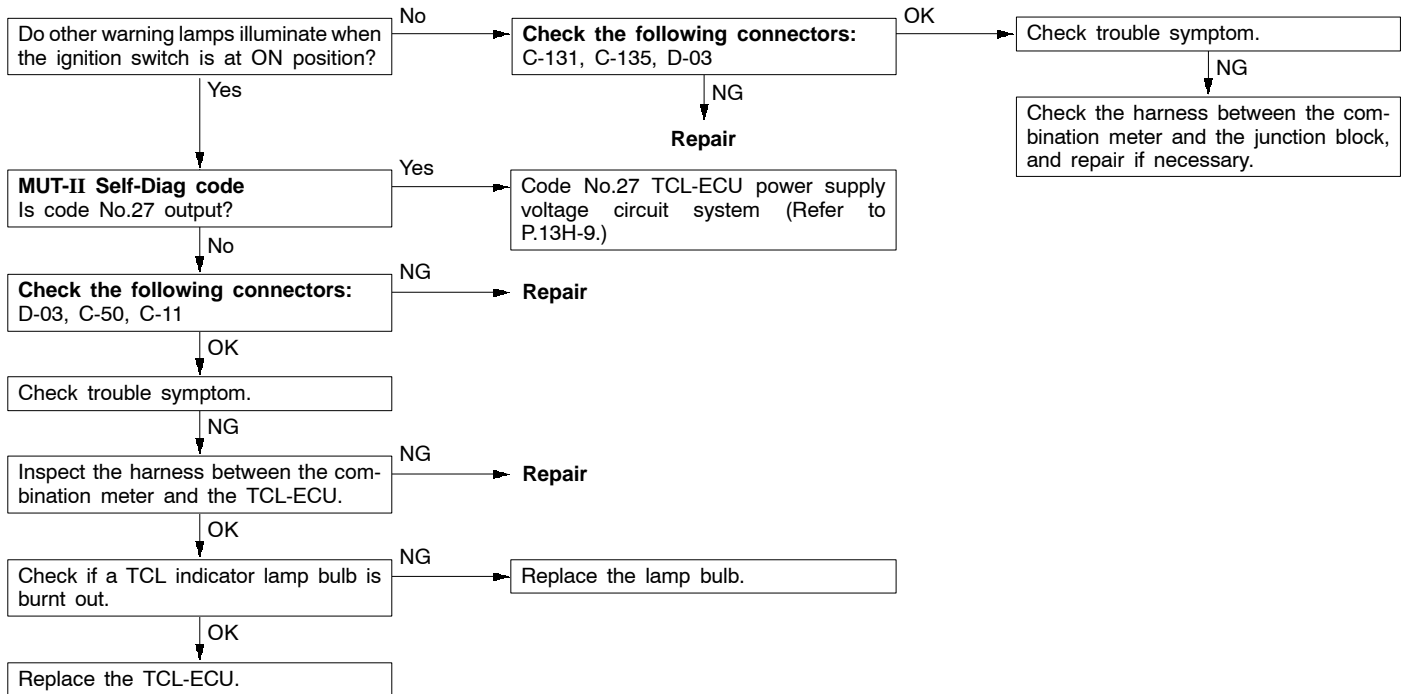 Do other warning lamps illuminate when
the ignition switch is at ON position?
No
Check the following connectors:
C-131, C-135, D-03
OK
Check trouble symptom.
NG
Check the harness between the com-
bination meter and the junction block,
and repair if necessary.
NG
Repair
Yes
MUT-II Self-Diag code
Is code No.27 output?
Yes
Code No.27 TCL-ECU power supply
voltage circuit system (Refer to
P.13H-9.)
No
Check the following connectors:
D-03, C-50, C-11
NG
Repair
OK
Check trouble symptom.
NG
Inspect the harness between the com-
bination meter and the TCL-ECU.
NG
Repair
OK
Check if a TCL indicator lamp bulb is
burnt out.
NG
Replace the lamp bulb.
OK
Replace the TCL-ECU.